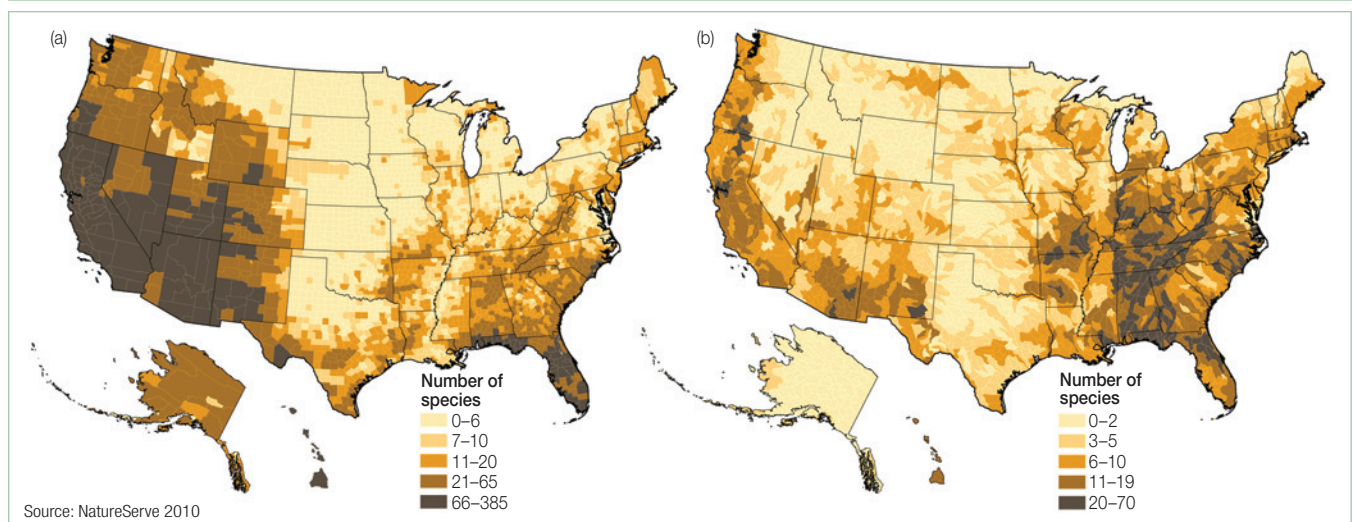 (a)
Number of
species
0–6
7–10
11–20
21–65
66–385
(b)
Number of
species
0–2
3–5
6–10
11–19
20–70
Source: NatureServe 2010